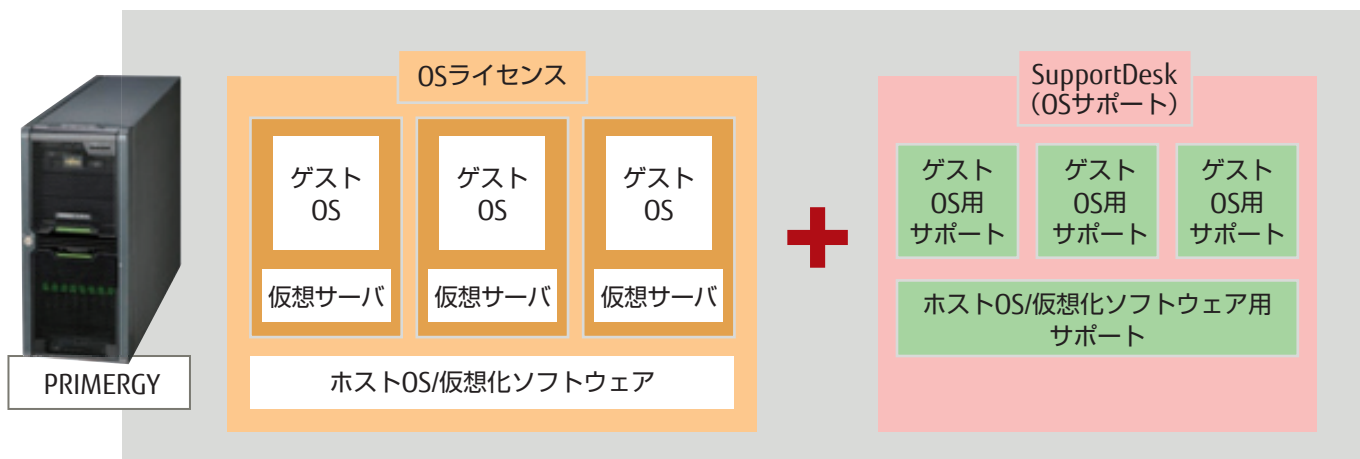 OSライセンス
ゲスト
OS
仮想サーバ
ゲスト
OS
仮想サーバ
ゲスト
OS
仮想サーバ
ホストOS/仮想化ソフトウェア
PRIMERGY
SupportDesk
（OSサポート）
ゲスト
OS用
サポート
ゲスト
OS用
サポート
ゲスト
OS用
サポート
ホストOS/仮想化ソフトウェア用
サポート